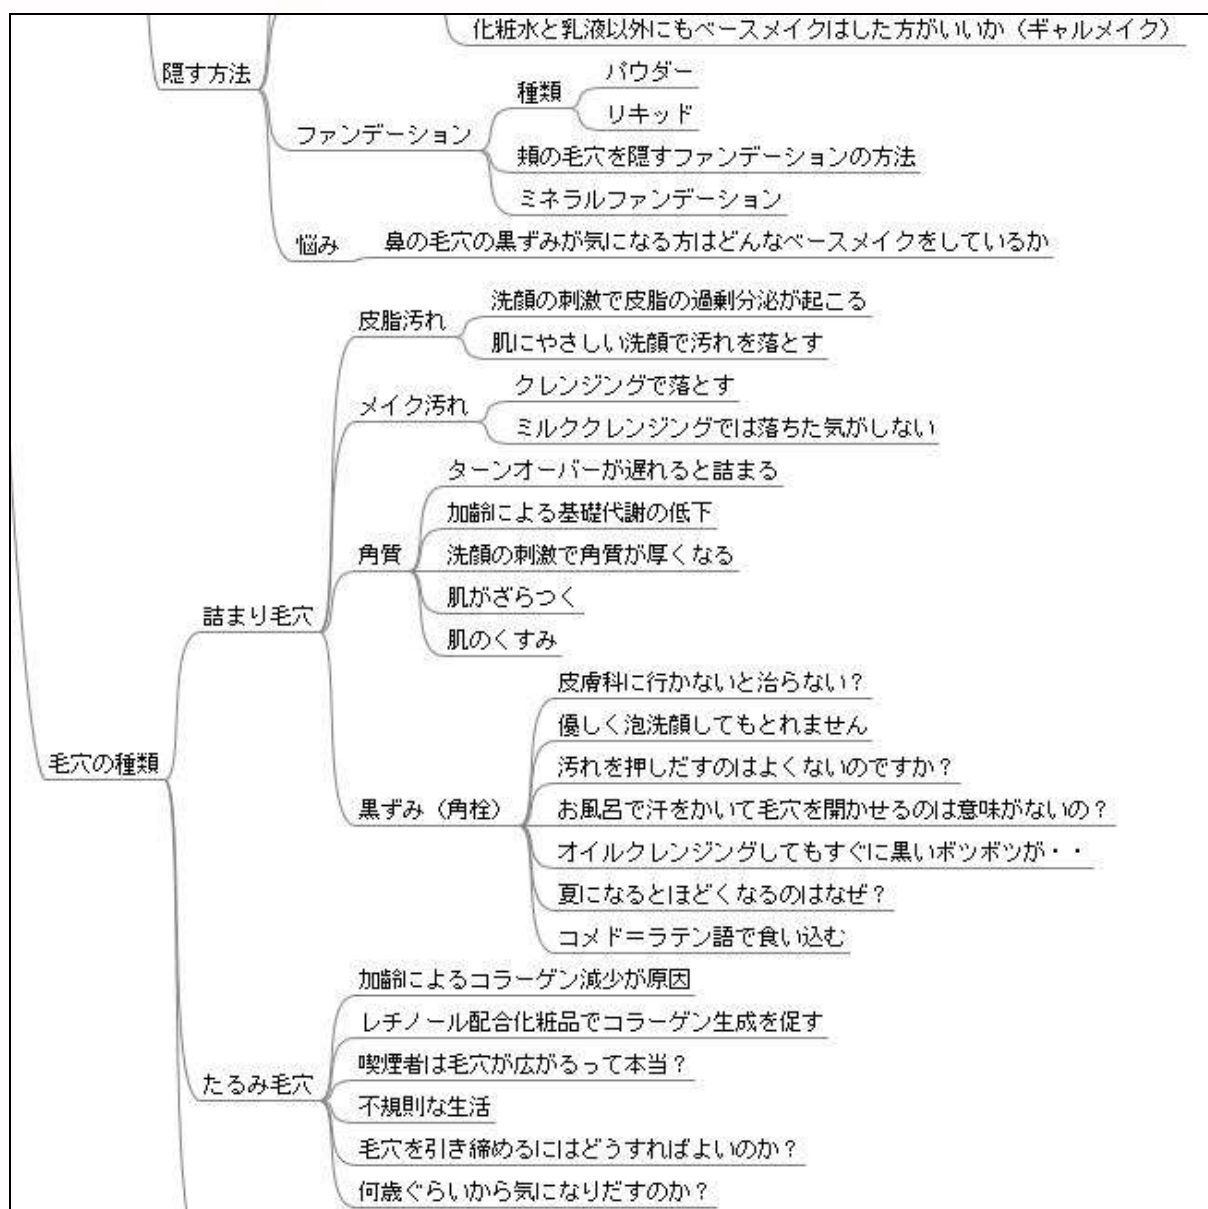 化粧水と乳液以外にもベースメイクはした方がいいか（ギャルメイク）
隠す方法
ファンデーション
種類
パウダー
リキッド
頬の毛穴を隠すファンデーションの方法
ミネラルファンデーション
悩み
鼻の毛穴の黒ずみが気になる方はどんなベースメイクをしているか
毛穴の種類
詰まり毛穴
皮脂汚れ
洗顔の刺激で皮脂の過剰分泌が起こる
肌にやさしい洗顔で汚れを落とす
メイク汚れ
クレンジングで落とす
ミルククレンジングでは落ちた気がしない
角質
ターンオーバーが遅れると詰まる
加齢による基礎代謝の低下
洗顔の刺激で角質が厚くなる
肌がざらつく
肌のくすみ
黒ずみ（角栓）
皮膚科に行かないと治らない？
優しく泡洗顔してもとれません
汚れを押しだすのはよくないのですか？
お風呂で汗をかいて毛穴を開かせるのは意味がないの？
オイルクレンジングしてもすぐに黒いボツボツが・・
夏になるとほどくなるのはなぜ？
コメド＝ラテン語で食い込む
たるみ毛穴
加齢によるコラーゲン減少が原因
レチノール配合化粧品でコラーゲン生成を促す
喫煙者は毛穴が広がるって本当？
不規則な生活
毛穴を引き締めるにはどうすればよいのか？
何歳ぐらいから気になりだすのか？